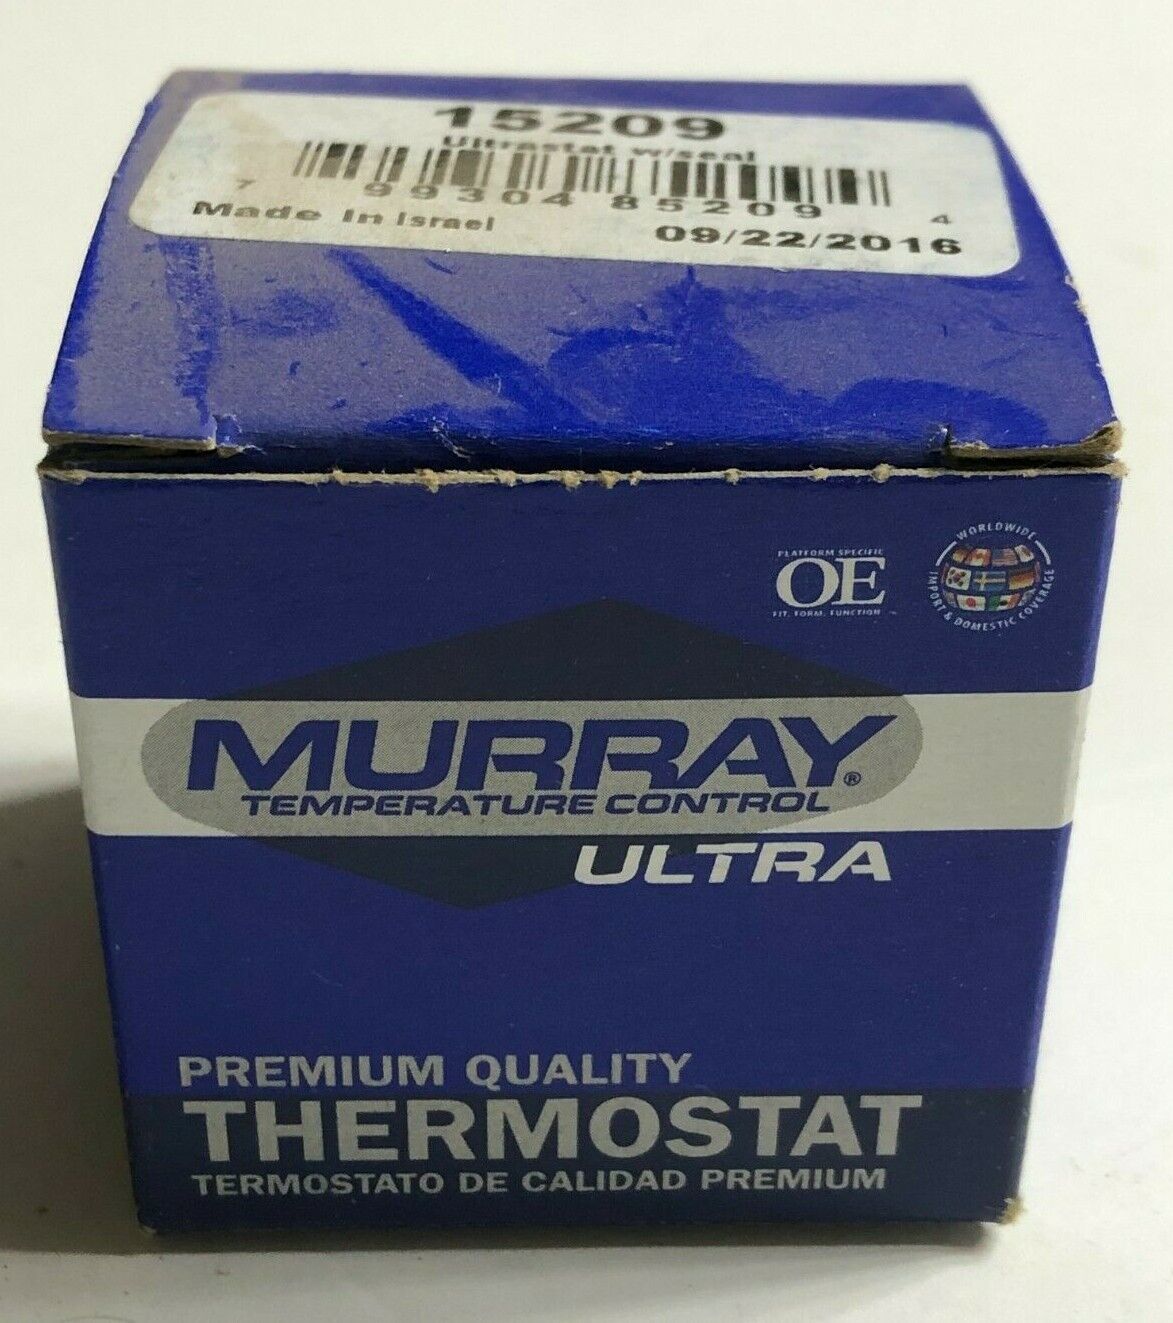 15209
Ultrastat w/seal
7 99304 85209 4
Made In Israel
09/22/2016
PLATFORM SPECIFIC
OE
FIT, FORM, FUNCTION ™
WORLDWIDE
IMPORT & DOMESTIC COVERAGE
MURRAY®
TEMPERATURE CONTROL
ULTRA
PREMIUM QUALITY
THERMOSTAT
TERMOSTATO DE CALIDAD PREMIUM